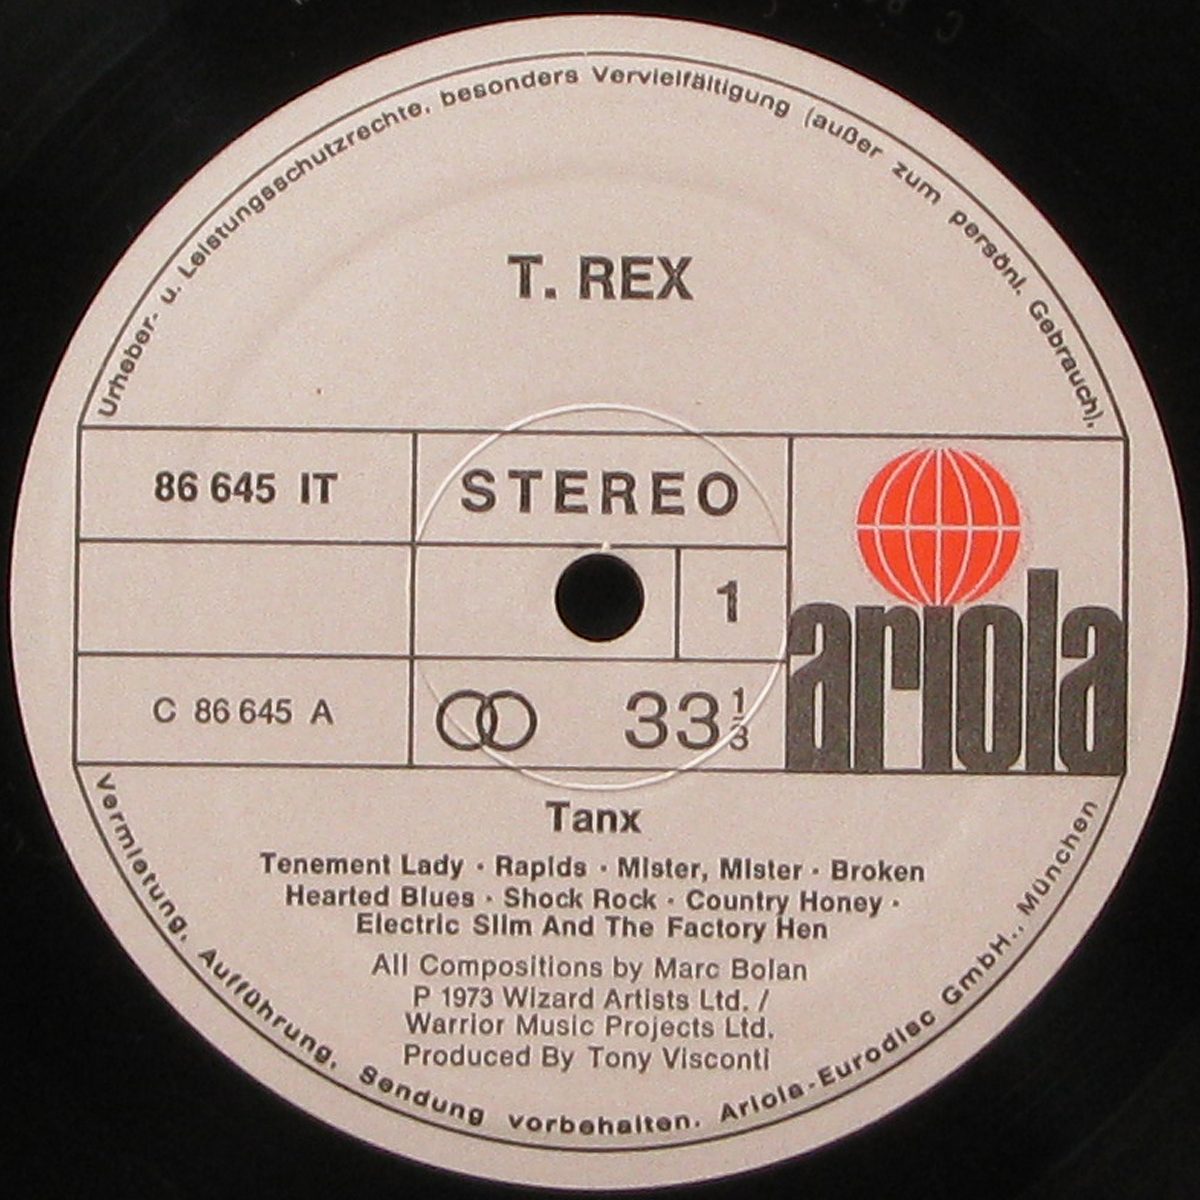 Urheber- u. Leistungsschutzrechte, besonders Vervielfältigung (außer zum persönl. Gebrauch),
T. REX
86 645 IT
STEREO
1
C 86 645 A
33 1/3
ariola
Tanx
Tenement Lady · Rapids · Mister, Mister · Broken
Hearted Blues · Shock Rock · Country Honey ·
Electric Slim And The Factory Hen
All Compositions by Marc Bolan
P 1973 Wizard Artists Ltd. /
Warrior Music Projects Ltd.
Produced By Tony Visconti
Vermietung, Aufführung, Sendung vorbehalten. Ariola-Eurodisc GmbH., München